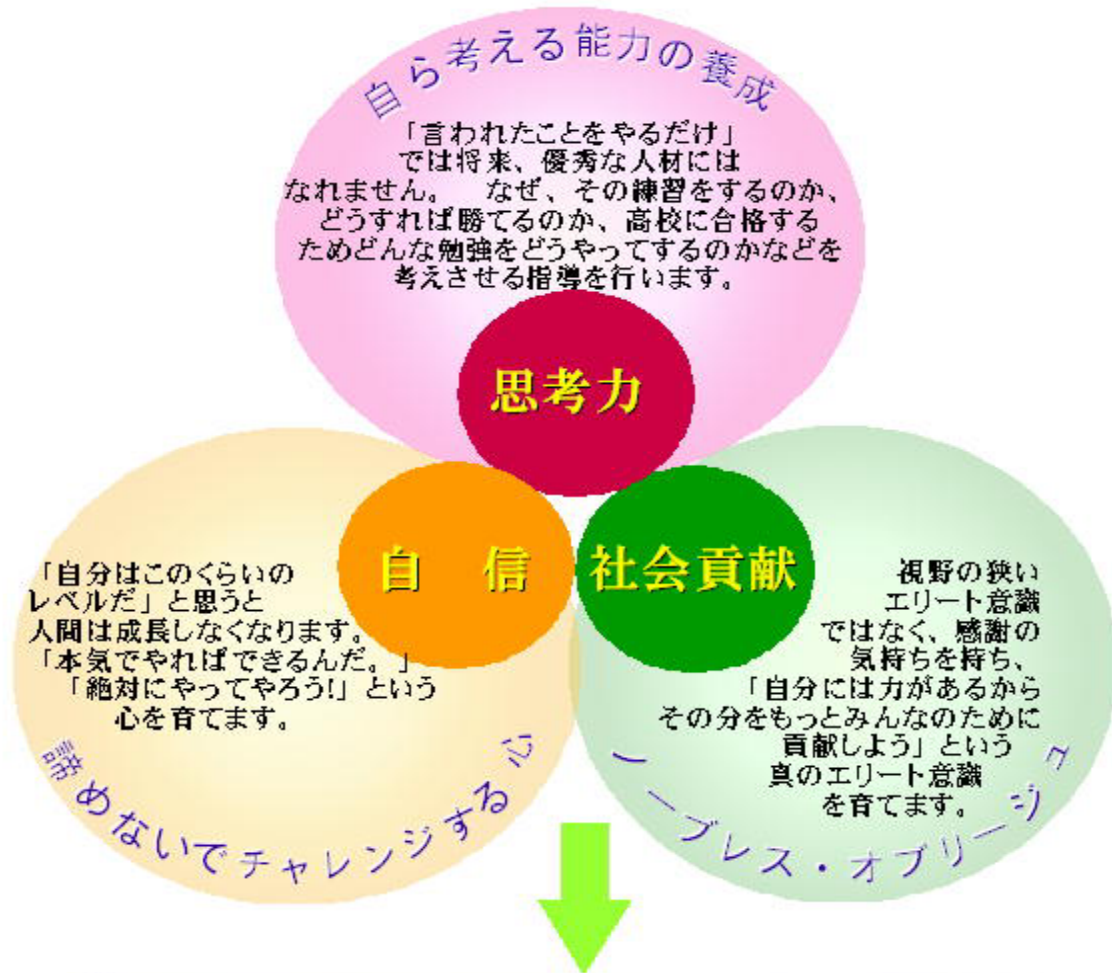 自ら考える能力の養成
「言われたことをやるだけ」
では将来、優秀な人材には
なれません。　なぜ、その練習をするのか、
どうすれば勝てるのか、高校に合格する
ためどんな勉強をどうやってするのかなどを
考えさせる指導を行います。
思考力
自　信
「自分はこのくらいの
レベルだ」と思うと
人間は成長しなくなります。
「本気でやればできるんだ。」
「絶対にやってやろう!」という
心を育てます。
諦めないでチャレンジする心
社会貢献
視野の狭い
エリート意識
ではなく、感謝の
気持ちを持ち、
「自分には力があるから
その分をもっとみんなのために
貢献しよう」という
真のエリート意識
を育てます。
ノーブレス・オブリージュ